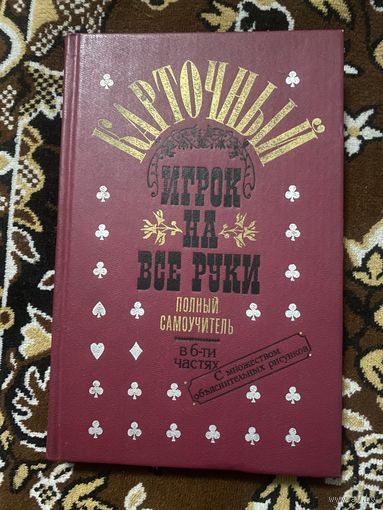 КАРТОЧНЫЙ
ИГРОК
НА
ВСЕ РУКИ
ПОЛНЫЙ
САМОУЧИТЕЛЬ
в 6-ти
частях
С множеством
объяснительных рисунков